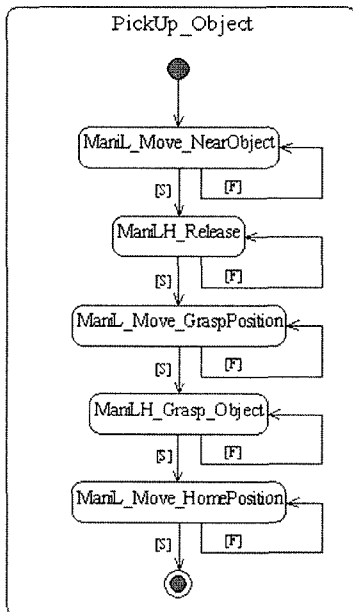 PickUp_Object
ManiL_Move_NearObject
[S] [F]
ManiLH_Release
[S] [F]
ManiL_Move_GraspPosition
[S] [F]
ManiLH_Grasp_Object
[S] [F]
ManiL_Move_HomePosition
[S] [F]